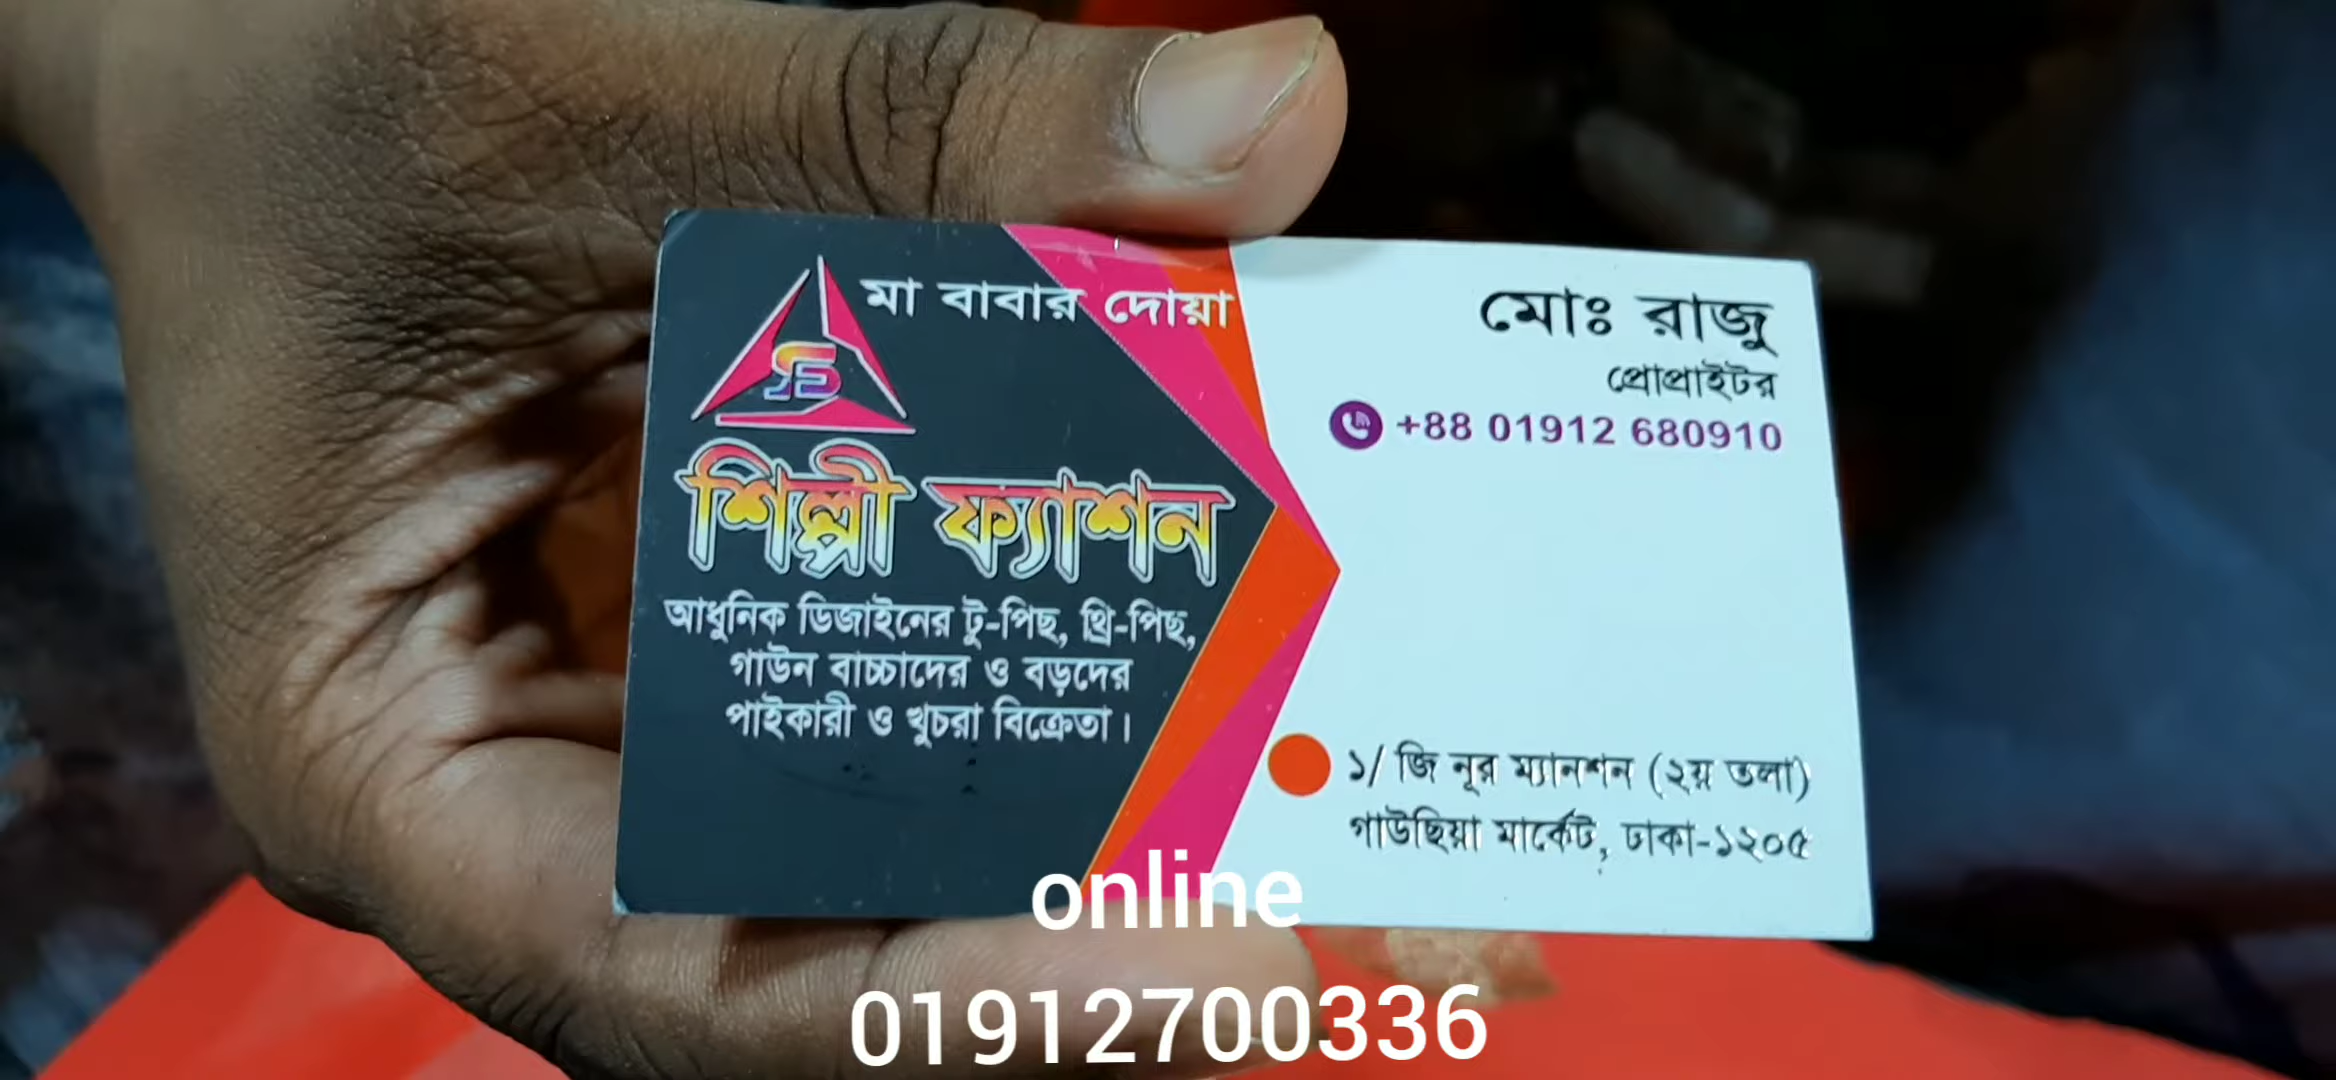 মা বাবার দোয়া
শিল্পী ফ্যাশন
আধুনিক ডিজাইনের টু-পিছ, থ্রি-পিছ,
গাউন বাচ্চাদের ও বড়দের
পাইকারী ও খুচরা বিক্রেতা।
মোঃ রাজু
প্রোপ্রাইটর
+88 01912 680910
১/ জি নূর ম্যানশন (২য় তলা)
গাউছিয়া মার্কেট, ঢাকা-১২০৫
online
01912700336